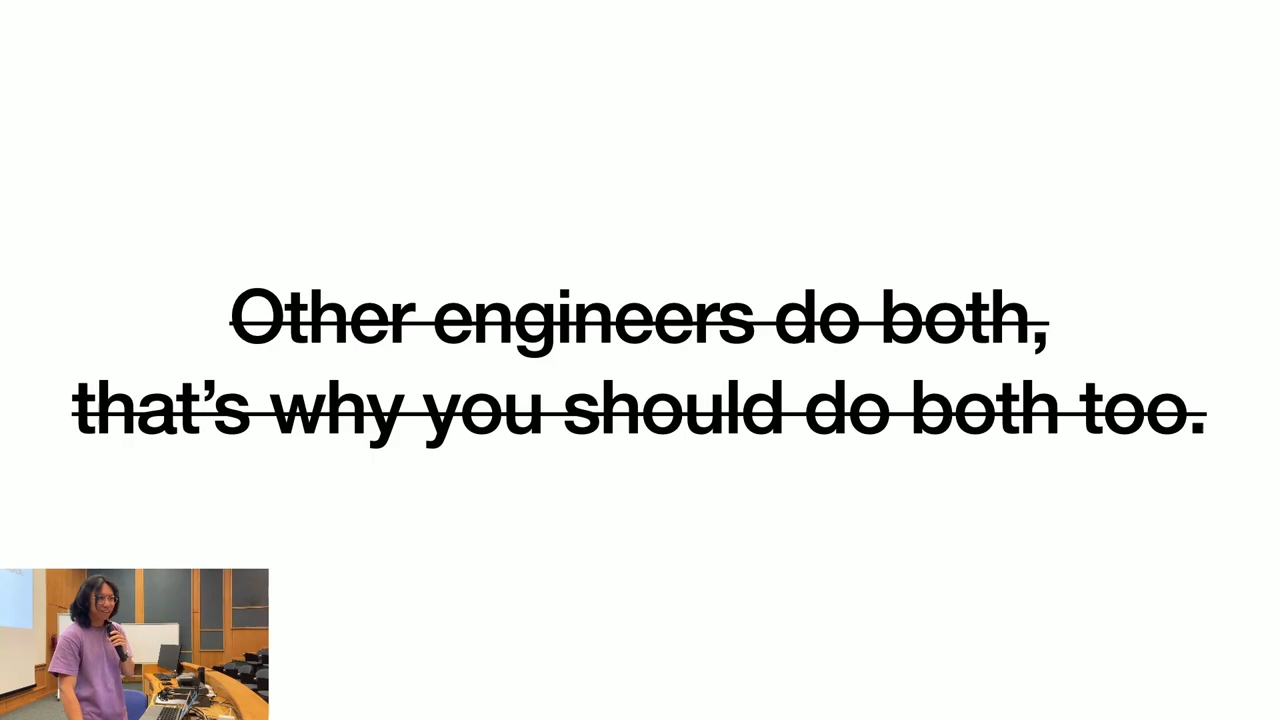 Other engineers do both,
that’s why you should do both too.